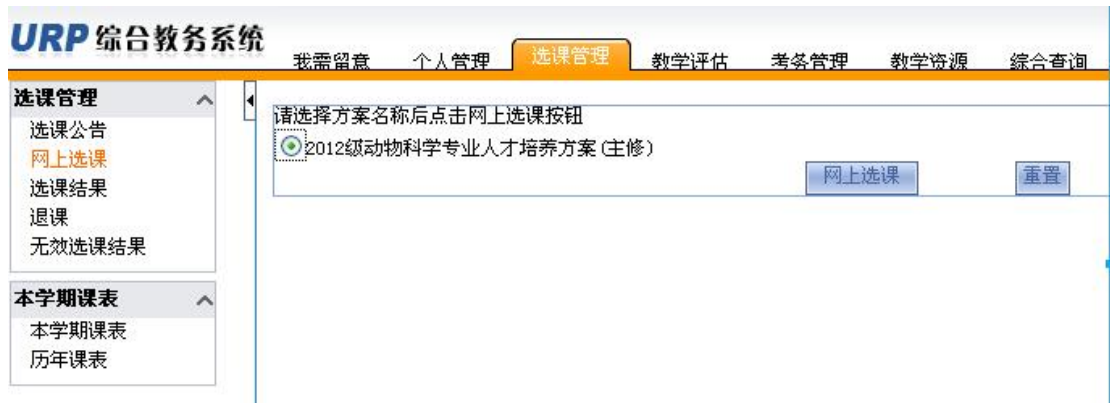 URP 综合教务系统
我需留意 个人管理 选课管理 教学评估 考务管理 教学资源 综合查询
选课管理
选课公告
网上选课
选课结果
退课
无效选课结果
本学期课表
本学期课表
历年课表
请选择方案名称后点击网上选课按钮
2012级动物科学专业人才培养方案(主修)
网上选课 重置